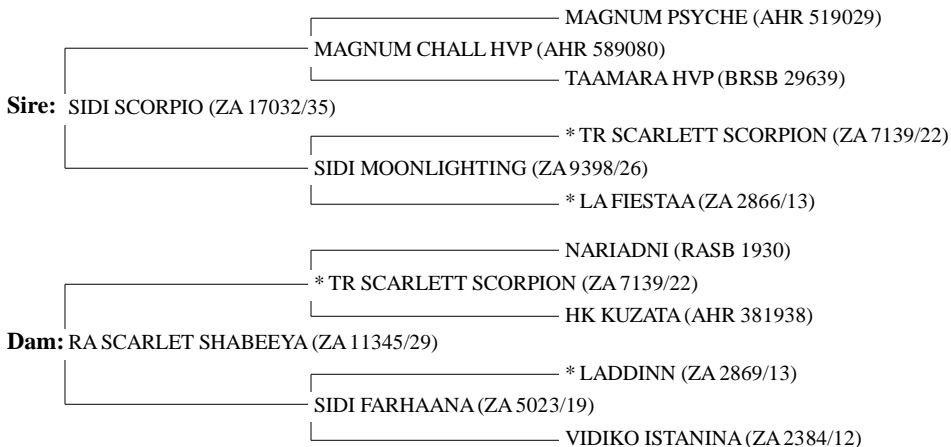 MAGNUM PSYCHE (AHR 519029)
MAGNUM CHALL HVP (AHR 589080)
TAAMARA HVP (BRSB 29639)
Sire: SIDI SCORPIO (ZA 17032/35)
* TR SCARLETT SCORPION (ZA 7139/22)
SIDI MOONLIGHTING (ZA 9398/26)
* LA FIESTAA (ZA 2866/13)
NARIADNI (RASB 1930)
* TR SCARLETT SCORPION (ZA 7139/22)
HK KUZATA (AHR 381938)
Dam: RA SCARLET SHABEEYA (ZA 11345/29)
* LADDINN (ZA 2869/13)
SIDI FARHAANA (ZA 5023/19)
VIDIKO ISTANINA (ZA 2384/12)